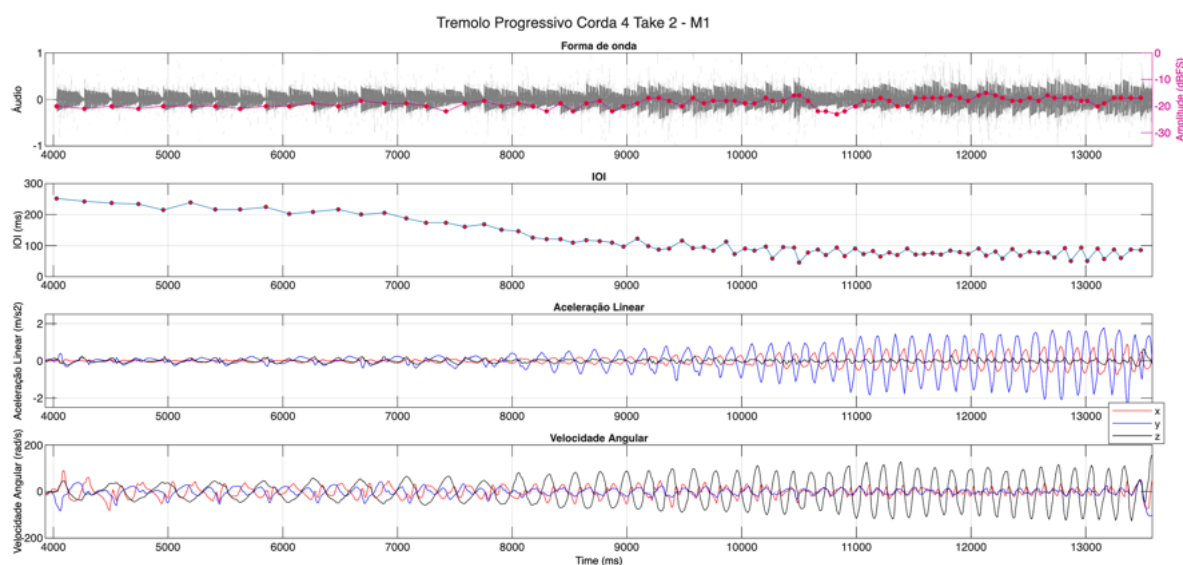 Tremolo Progressivo Corda 4 Take 2 - M1
Forma de onda
Áudio
1
0
-1
0
-10
-20
-30
Amplitude (dBFS)
4000 5000 6000 7000 8000 9000 10000 11000 12000 13000
IOI
IOI (ms)
300
200
100
0
4000 5000 6000 7000 8000 9000 10000 11000 12000 13000
Aceleração Linear
Aceleração Linear (m/s2)
2
0
-2
4000 5000 6000 7000 8000 9000 10000 11000 12000 13000
x
y
z
Velocidade Angular
Velocidade Angular (rad/s)
200
0
-200
4000 5000 6000 7000 8000 9000 10000 11000 12000 13000
Time (ms)